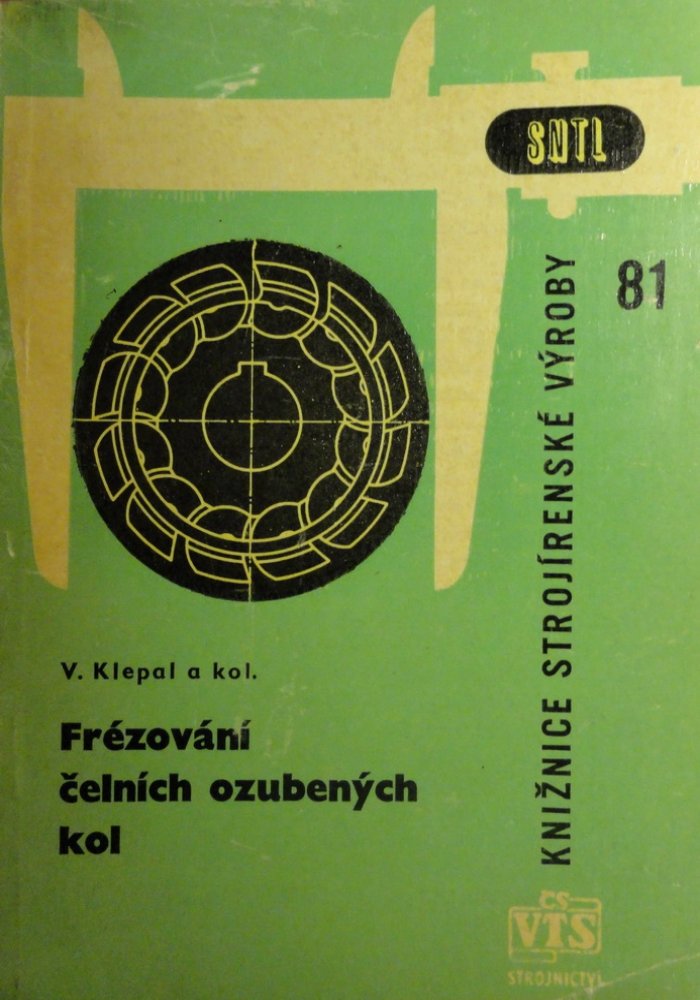 SNTL
81
KNIŽNICE STROJÍRENSKÉ VÝROBY
V. Klepal a kol.
Frézování
čelních ozubených
kol
ČS
VTS
STROJNICTVÍ